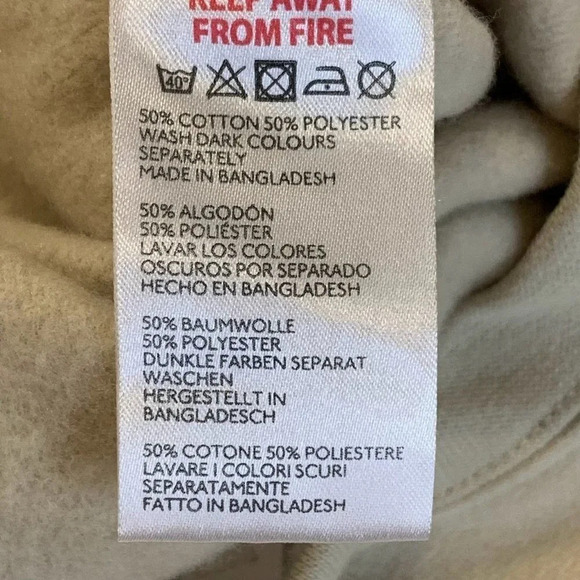 KEEP AWAY
FROM FIRE
40°
50% COTTON 50% POLYESTER
WASH DARK COLOURS
SEPARATELY
MADE IN BANGLADESH
50% ALGODÓN
50% POLIÉSTER
LAVAR LOS COLORES
OSCUROS POR SEPARADO
HECHO EN BANGLADESH
50% BAUMWOLLE
50% POLYESTER
DUNKLE FARBEN SEPARAT
WASCHEN
HERGESTELLT IN
BANGLADESCH
50% COTONE 50% POLIESTERE
LAVARE I COLORI SCURI
SEPARATAMENTE
FATTO IN BANGLADESH